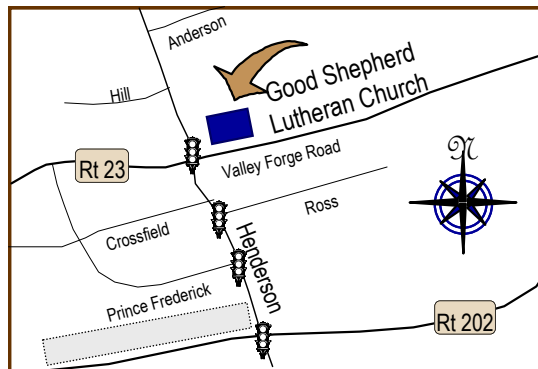 Anderson
Good Shepherd
Lutheran Church
Hill
N
Rt 23
Valley Forge Road
Ross
Crossfield
Henderson
Prince Frederick
Rt 202